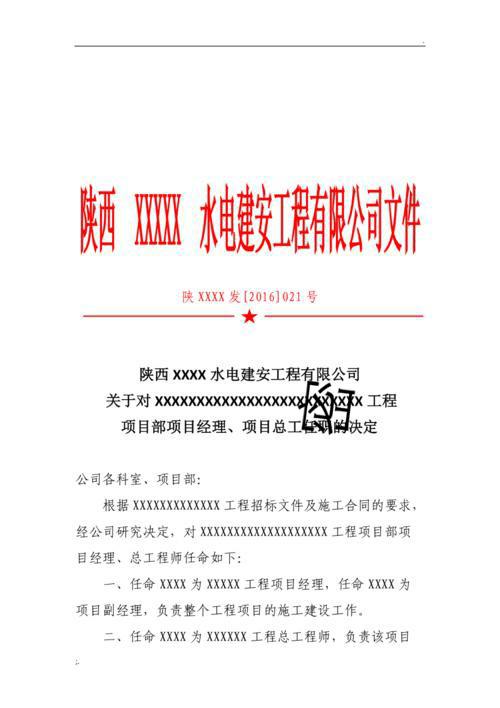 陕西 XXXXX 水电建安工程有限公司文件
陕 XXXX 发[2016]021 号
陕西 XXXX 水电建安工程有限公司
关于对 XXXXXXXXXXXXXXXXXXXXXXXXXX 工程
项目部项目经理、项目总工任职的决定
公司各科室、项目部：
根据 XXXXXXXXXXXXX 工程招标文件及施工合同的要求，
经公司研究决定，对 XXXXXXXXXXXXXXXXXXX 工程项目部项
目经理、总工程师任命如下：
一、任命 XXXX 为 XXXXX 工程项目经理，任命 XXXX 为
项目副经理，负责整个工程项目的施工建设工作。
二、任命 XXXX 为 XXXXXX 工程总工程师，负责该项目